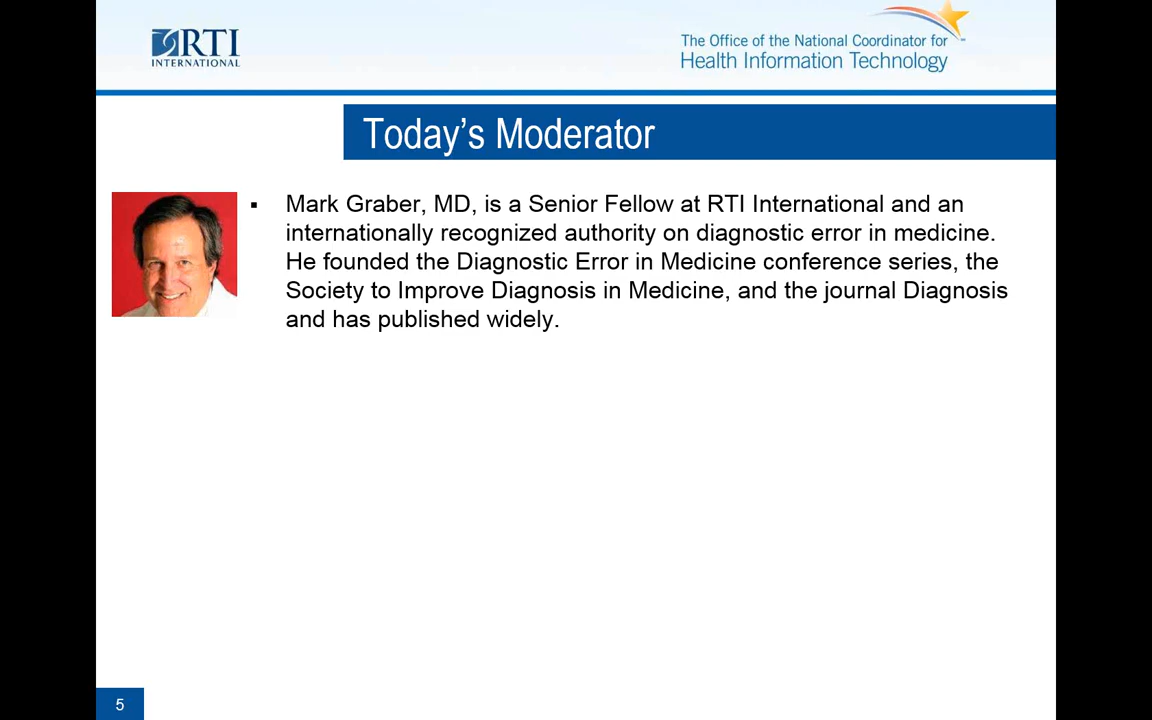 RTI
INTERNATIONAL
The Office of the National Coordinator for
Health Information Technology
Today’s Moderator
▪ Mark Graber, MD, is a Senior Fellow at RTI International and an
internationally recognized authority on diagnostic error in medicine.
He founded the Diagnostic Error in Medicine conference series, the
Society to Improve Diagnosis in Medicine, and the journal Diagnosis
and has published widely.
5